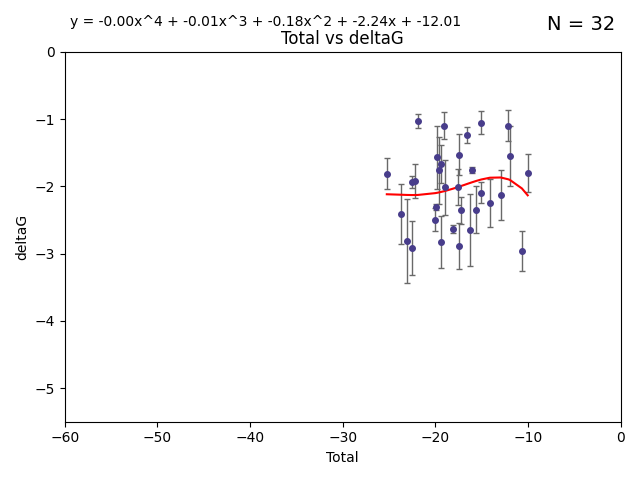 y = -0.00x^4 + -0.01x^3 + -0.18x^2 + -2.24x + -12.01
N = 32
Total vs deltaG
0
−1
−2
−3
−4
−5
deltaG
−60 −50 −40 −30 −20 −10 0
Total